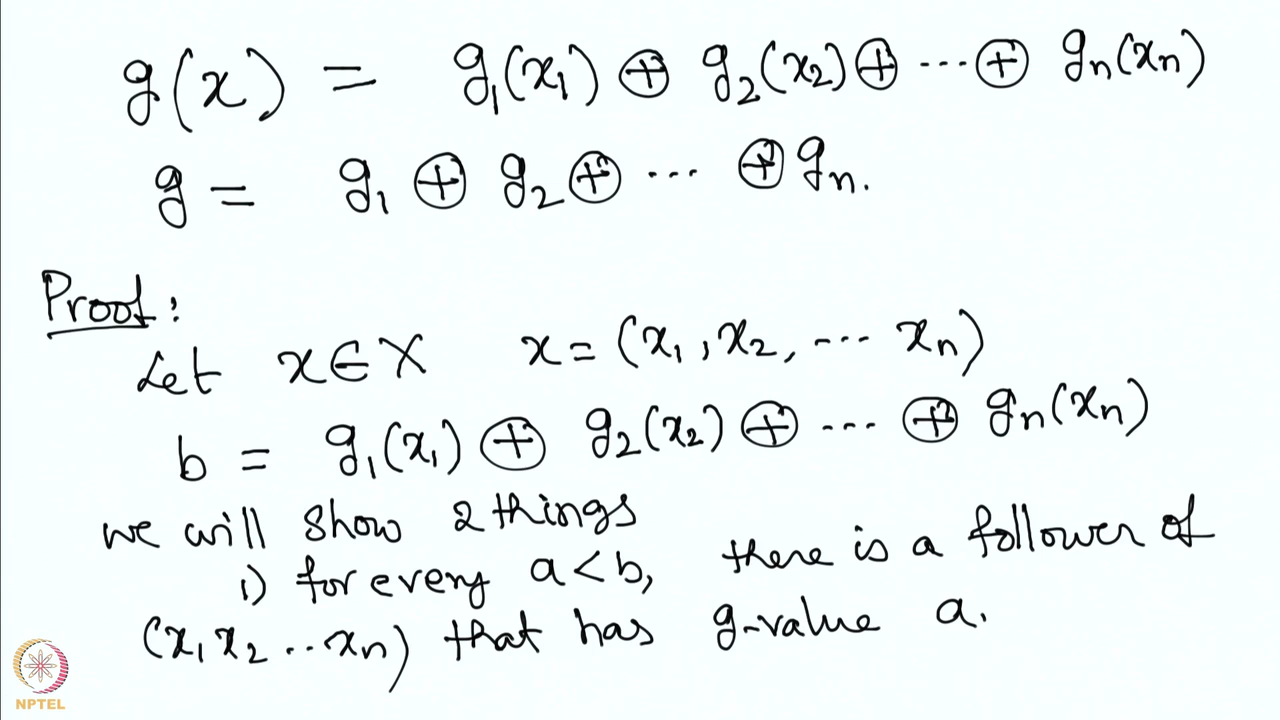 g(x) = g₁(x₁) ⊕ g₂(x₂) ⊕ ... ⊕ gₙ(xₙ)
g = g₁ ⊕ g₂ ⊕ ... ⊕ gₙ.
Proof:
Let x ∈ X x = (x₁, x₂, ... xₙ)
b = g₁(x₁) ⊕ g₂(x₂) ⊕ ... ⊕ gₙ(xₙ)
we will show 2 things
1) for every a < b, there is a follower of
(x₁ x₂ .. xₙ) that has g-value a.
NPTEL